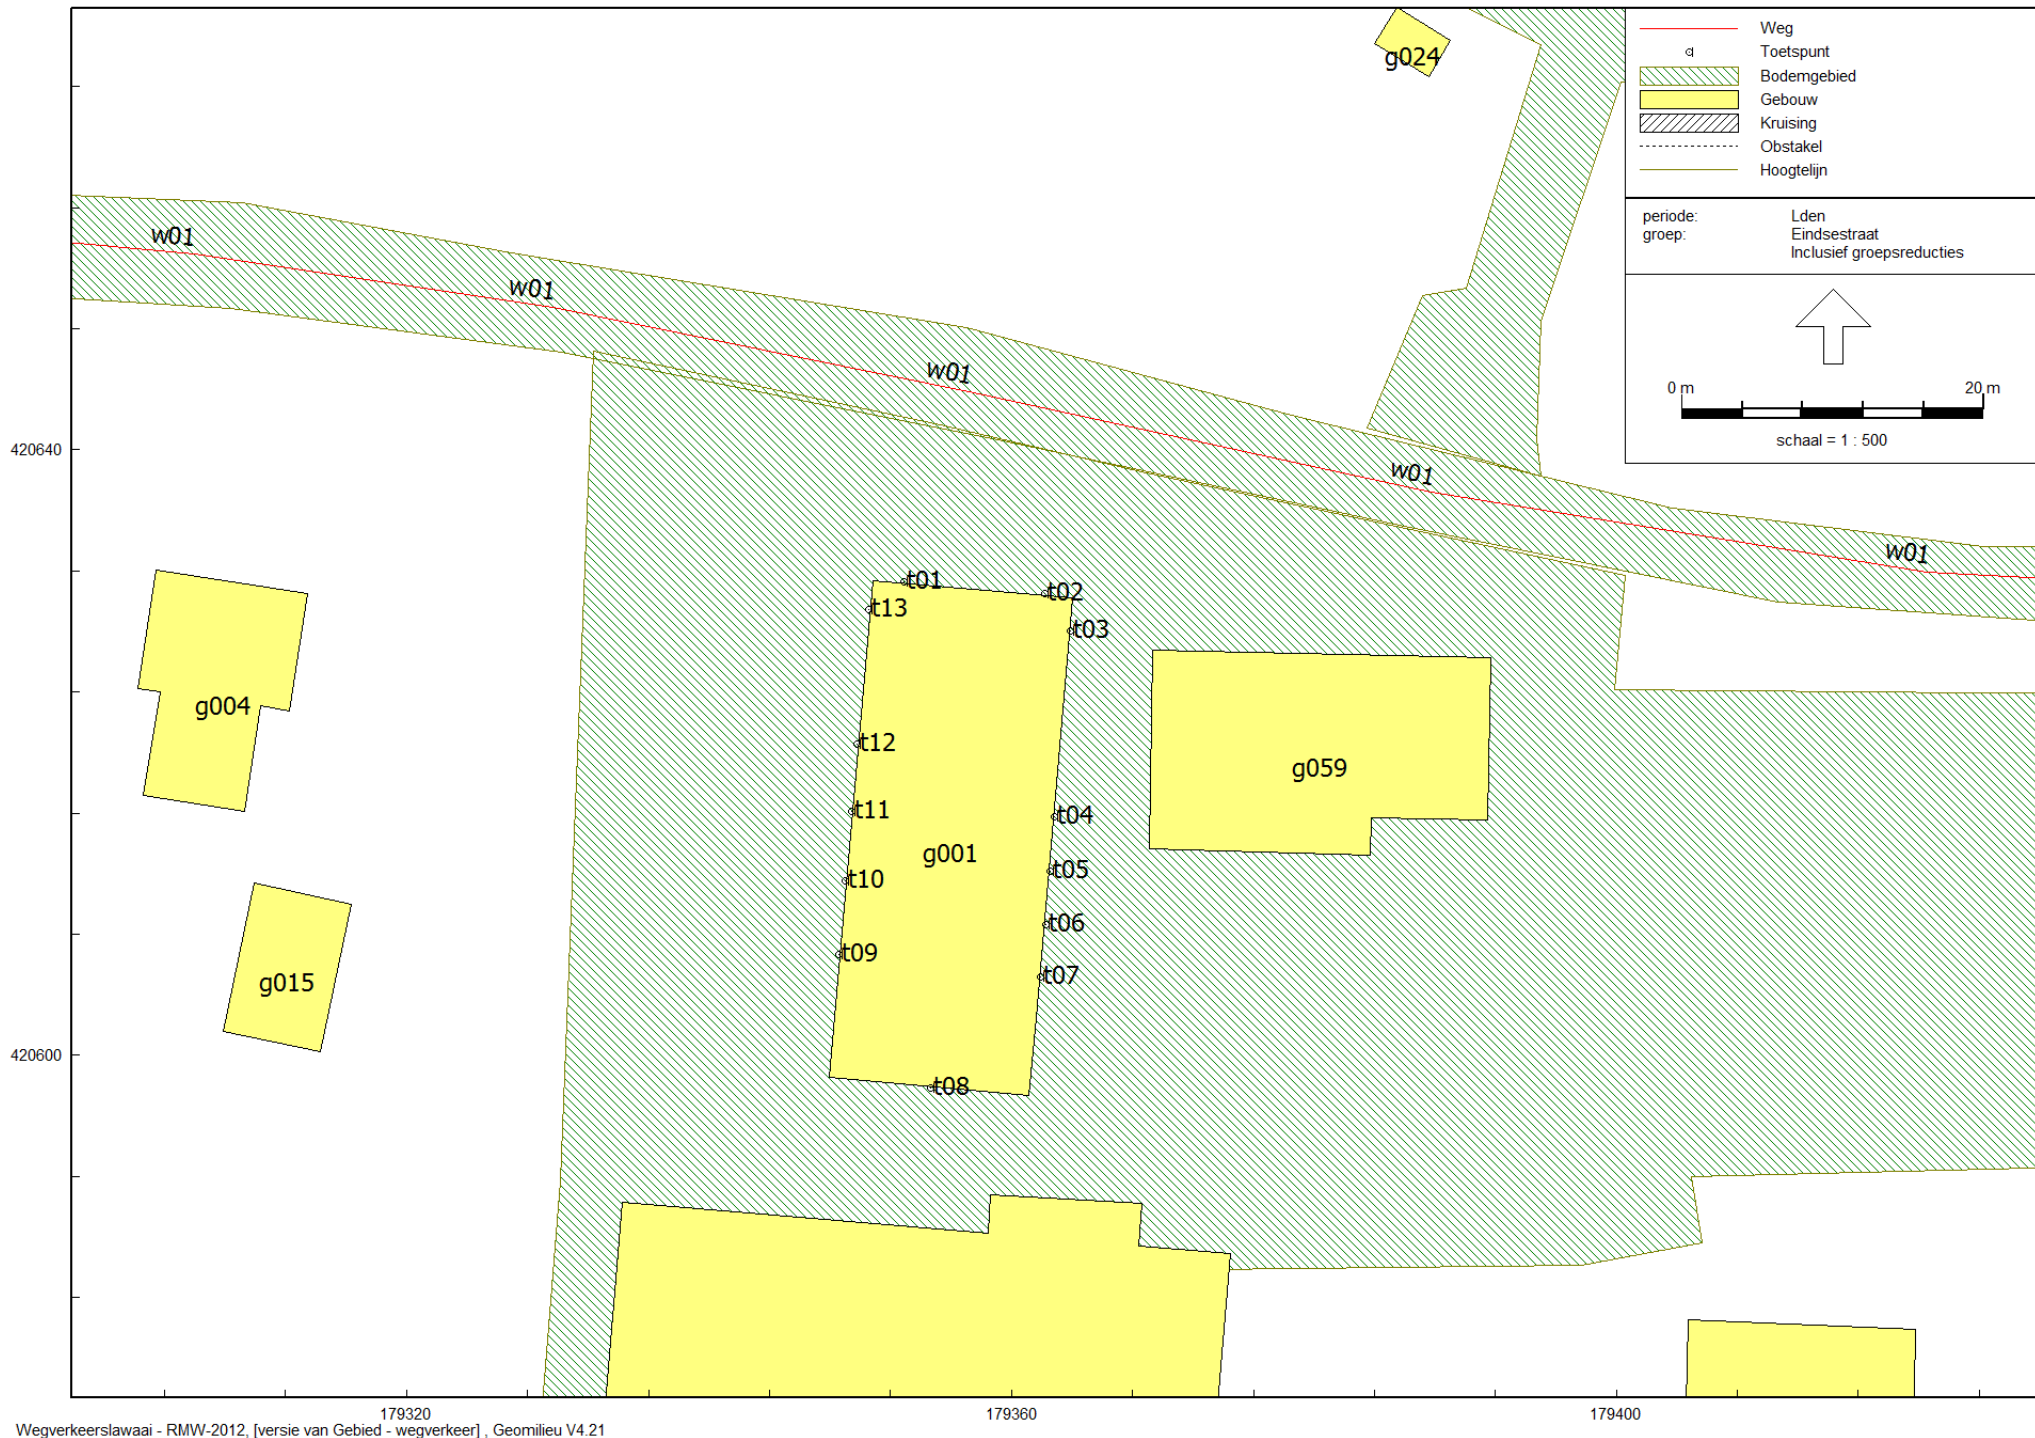 g024
Weg
Toetspunt
Bodemgebied
Gebouw
Kruising
Obstakel
Hoogtelijn
periode: Lden
groep: Eindsestraat
Inclusief groepsreducties
0 m 20 m
schaal = 1 : 500
w01
w01
w01
w01
w01
420640
t01
t02
t13
t03
g004
t12
g059
t11
t04
g001
t05
t10
t06
t09
t07
g015
420600
t08
179320
179360
179400
Wegverkeerslawaai - RMW-2012, [versie van Gebied - wegverkeer] , Geomilieu V4.21